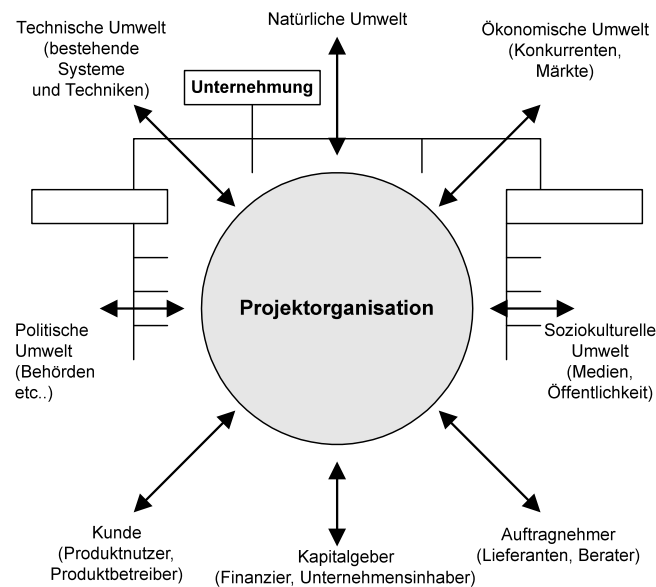 Technische Umwelt
(bestehende
Systeme
und Techniken)
Natürliche Umwelt
Ökonomische Umwelt
(Konkurrenten,
Märkte)
Unternehmung
Projektorganisation
Politische
Umwelt
(Behörden
etc..)
Soziokulturelle
Umwelt
(Medien,
Öffentlichkeit)
Kunde
(Produktnutzer,
Produktbetreiber)
Kapitalgeber
(Finanzier, Unternehmensinhaber)
Auftragnehmer
(Lieferanten, Berater)